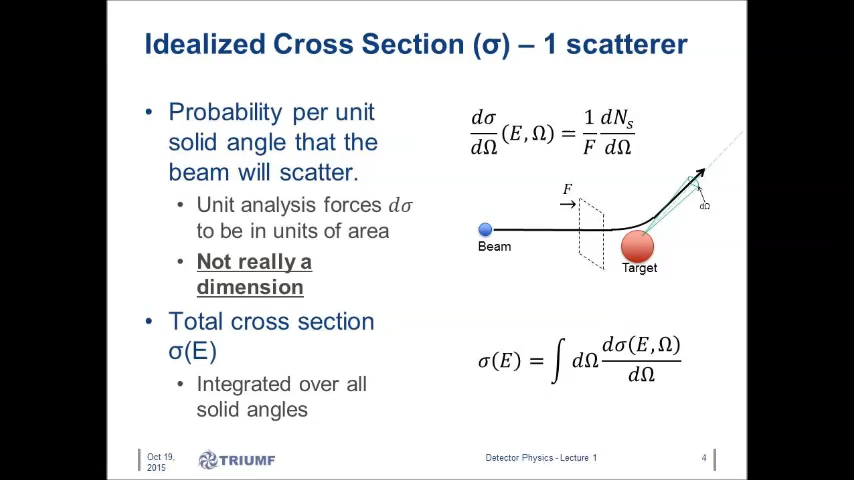 Idealized Cross Section (σ) – 1 scatterer
• Probability per unit
solid angle that the
beam will scatter.
• Unit analysis forces 𝑑𝜎
to be in units of area
• Not really a
dimension
• Total cross section
σ(E)
• Integrated over all
solid angles
𝑑𝜎/𝑑Ω (𝐸, Ω) = 1/𝐹 𝑑𝑁ₛ/𝑑Ω
𝐹
→
𝑑Ω
Beam
Target
𝜎(𝐸) = ∫ 𝑑Ω 𝑑𝜎(𝐸, Ω)/𝑑Ω
Oct 19,
2015
TRIUMF
Detector Physics - Lecture 1
4